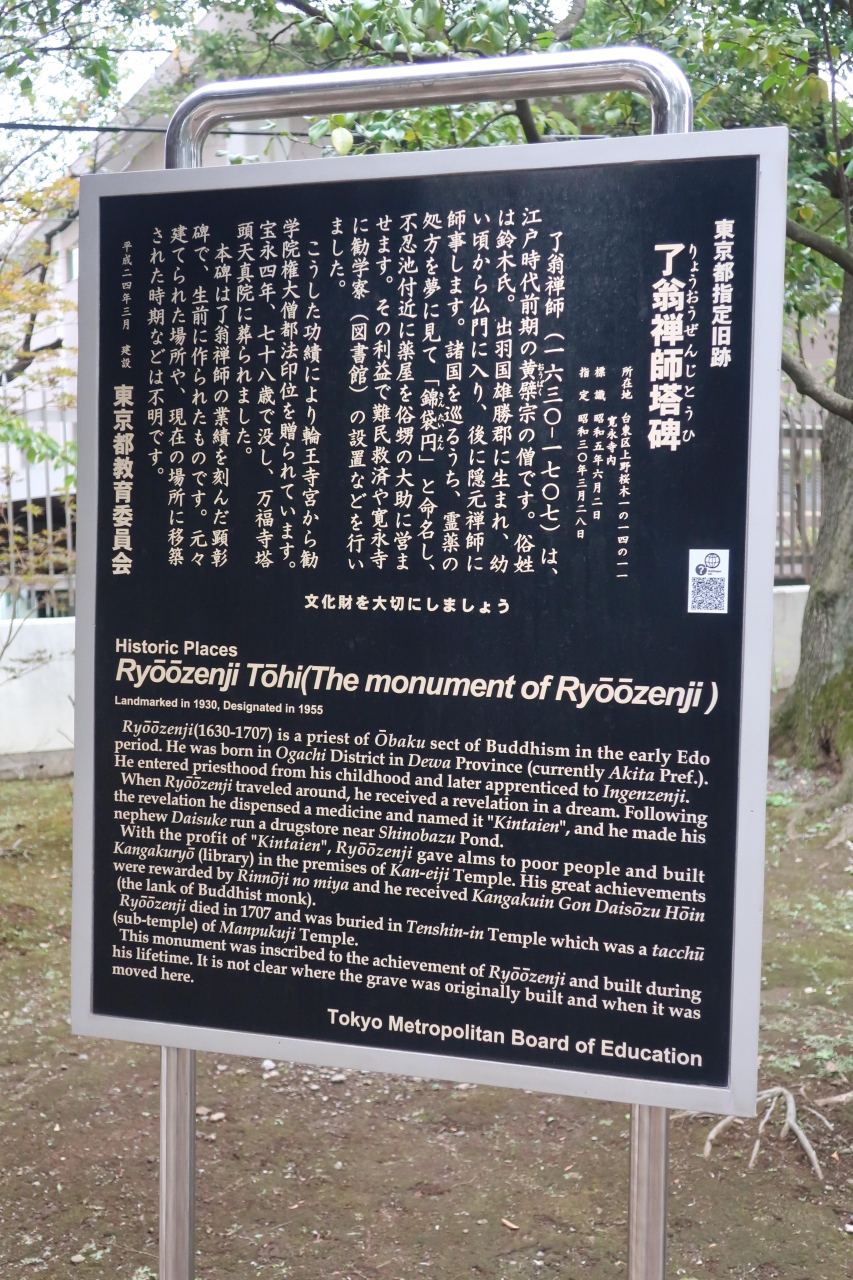 東京都指定旧跡
りょうおうぜんじとうひ
了翁禅師塔碑
所在地 台東区上野桜木一の一四の一一
寛永寺内
標識 昭和五年六月二日
指定 昭和三〇年三月二八日
了翁禅師(一六三〇−一七〇七)は、
江戸時代前期の黄檗宗の僧です。俗姓
おうばく
は鈴木氏。出羽国雄勝郡に生まれ、幼
い頃から仏門に入り、後に隠元禅師に
師事します。諸国を巡るうち、霊薬の
処方を夢に見て「錦袋円」と命名し、
きんたいえん
不忍池付近に薬屋を俗甥の大助に営ま
せます。その利益で難民救済や寛永寺
に勧学寮(図書館)の設置などを行い
ました。
こうした功績により輪王寺宮から勧
学院権大僧都法印位を贈られています。
宝永四年、七十八歳で没し、万福寺塔
頭天真院に葬られました。
本碑は了翁禅師の業績を刻んだ顕彰
碑で、生前に作られたものです。元々
建てられた場所や、現在の場所に移築
された時期などは不明です。
平成二四年三月 建設
東京都教育委員会
文化財を大切にしましょう
Historic Places
Ryōōzenji Tōhi(The monument of Ryōōzenji )
Landmarked in 1930, Designated in 1955
Ryōōzenji(1630-1707) is a priest of Ōbaku sect of Buddhism in the early Edo
period. He was born in Ogachi District in Dewa Province (currently Akita Pref.).
He entered priesthood from his childhood and later apprenticed to Ingenzenji.
When Ryōōzenji traveled around, he received a revelation in a dream. Following
the revelation he dispensed a medicine and named it "Kintaien", and he made his
nephew Daisuke run a drugstore near Shinobazu Pond.
With the profit of "Kintaien", Ryōōzenji gave alms to poor people and built
Kangakuryō (library) in the premises of Kan-eiji Temple. His great achievements
were rewarded by Rinnōji no miya and he received Kangakuin Gon Daisōzu Hōin
(the lank of Buddhist monk).
Ryōōzenji died in 1707 and was buried in Tenshin-in Temple which was a tacchū
(sub-temple) of Manpukuji Temple.
This monument was inscribed to the achievement of Ryōōzenji and built during
his lifetime. It is not clear where the grave was originally built and when it was
moved here.
Tokyo Metropolitan Board of Education